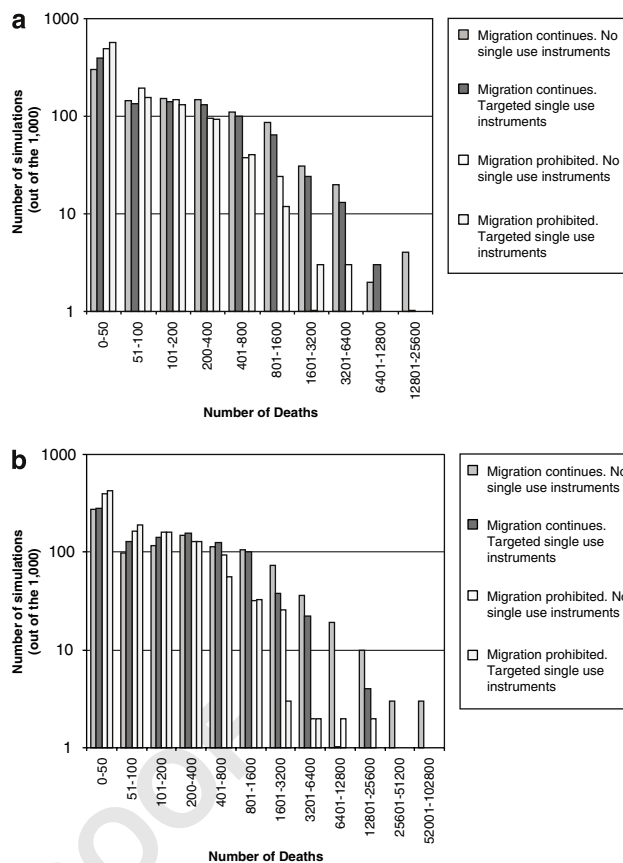 a
1000
100
10
1
Number of simulations
(out of the 1,000)
0-50
51-100
101-200
200-400
401-800
801-1600
1601-3200
3201-6400
6401-12800
12801-25600
Number of Deaths
Migration continues. No
single use instruments
Migration continues.
Targeted single use
instruments
Migration prohibited. No
single use instruments
Migration prohibited.
Targeted single use
instruments
b
1000
100
10
1
Number of simulations
(out of the 1,000)
0-50
51-100
101-200
200-400
401-800
801-1600
1601-3200
3201-6400
6401-12800
12801-25600
25601-51200
52001-102800
Number of Deaths
Migration continues. No
single use instruments
Migration continues.
Targeted single use
instruments
Migration prohibited. No
single use instruments
Migration prohibited.
Targeted single use
instruments